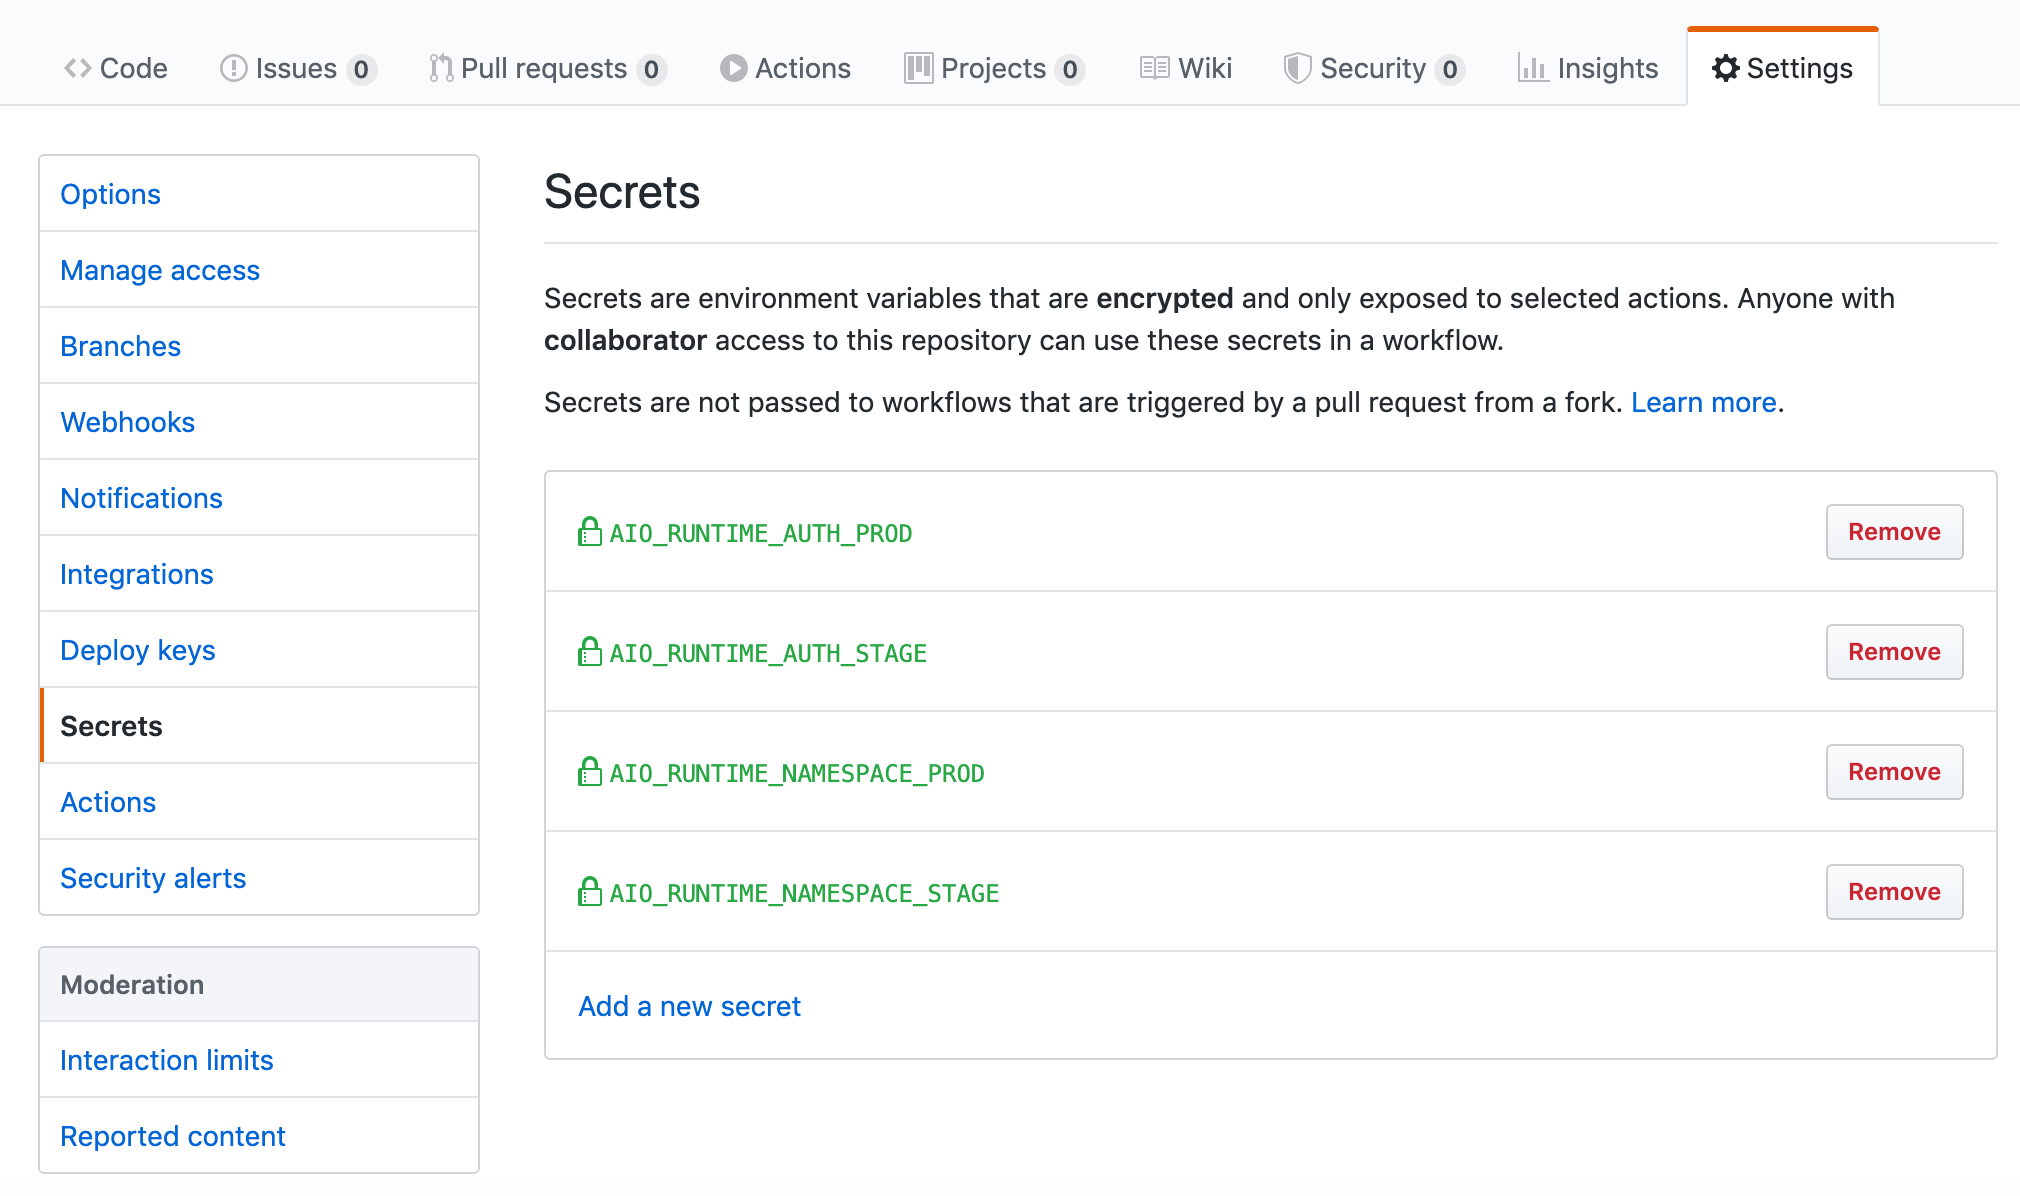 Code Issues 0 Pull requests 0 Actions Projects 0 Wiki Security 0 Insights Settings
Options
Manage access
Branches
Webhooks
Notifications
Integrations
Deploy keys
Secrets
Actions
Security alerts
Moderation
Interaction limits
Reported content
Secrets
Secrets are environment variables that are encrypted and only exposed to selected actions. Anyone with
collaborator access to this repository can use these secrets in a workflow.
Secrets are not passed to workflows that are triggered by a pull request from a fork. Learn more.
AIO_RUNTIME_AUTH_PROD Remove
AIO_RUNTIME_AUTH_STAGE Remove
AIO_RUNTIME_NAMESPACE_PROD Remove
AIO_RUNTIME_NAMESPACE_STAGE Remove
Add a new secret